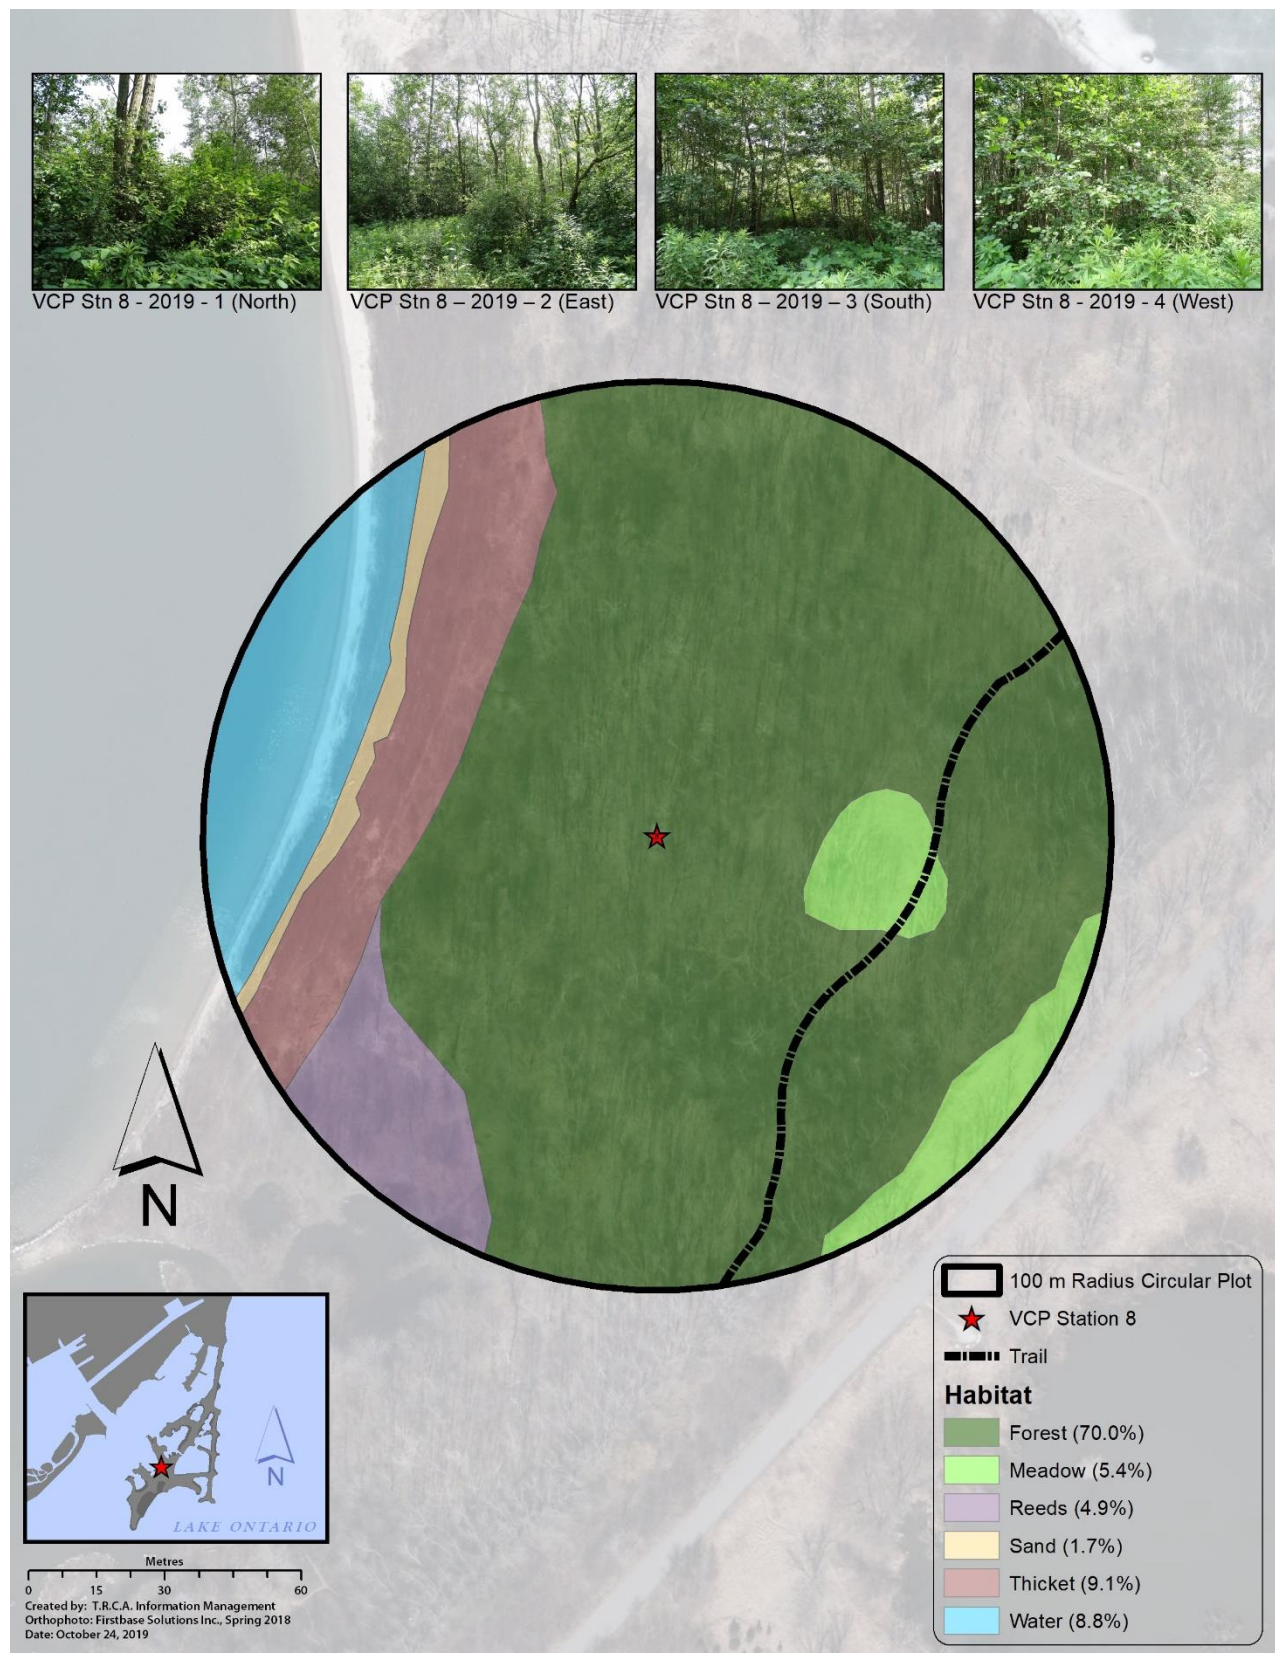 VCP Stn 8 - 2019 - 1 (North)
VCP Stn 8 – 2019 – 2 (East)
VCP Stn 8 – 2019 – 3 (South)
VCP Stn 8 - 2019 - 4 (West)
N
100 m Radius Circular Plot
VCP Station 8
Trail
Habitat
Forest (70.0%)
Meadow (5.4%)
Reeds (4.9%)
Sand (1.7%)
Thicket (9.1%)
Water (8.8%)
N
LAKE ONTARIO
Metres
0 15 30 60
Created by: T.R.C.A. Information Management
Orthophoto: Firstbase Solutions Inc., Spring 2018
Date: October 24, 2019